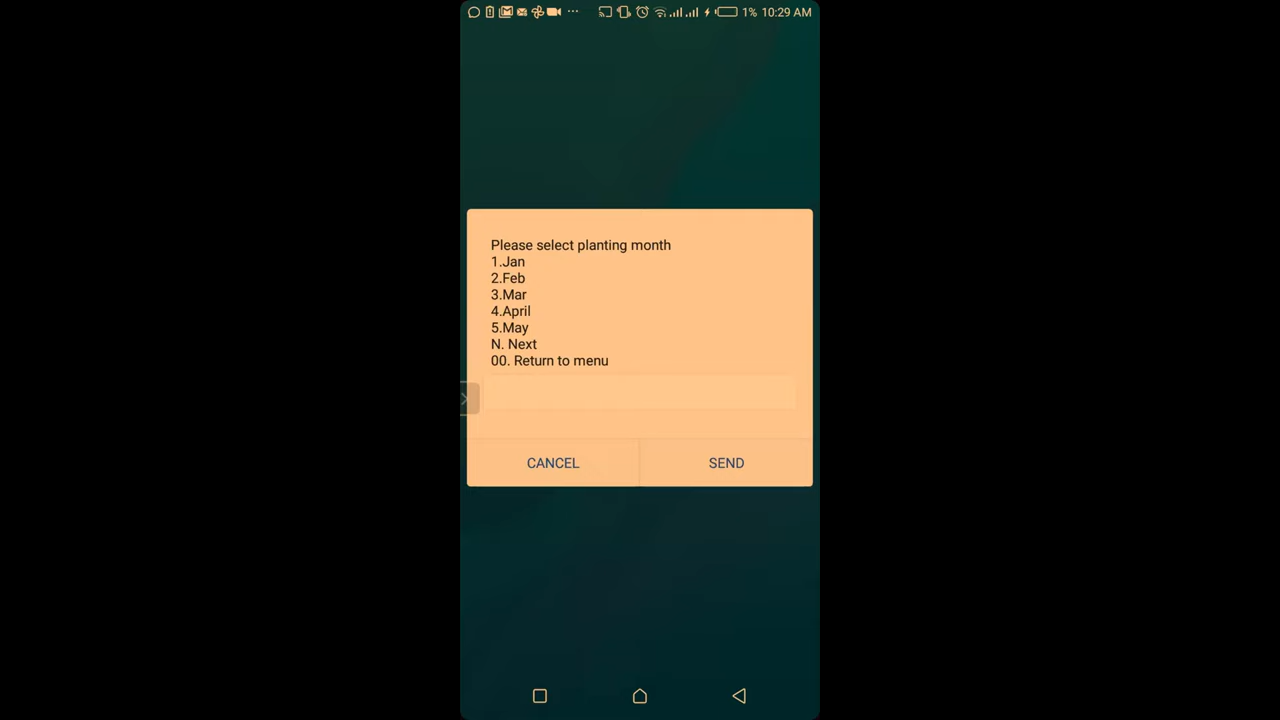 1% 10:29 AM
Please select planting month
1.Jan
2.Feb
3.Mar
4.April
5.May
N. Next
00. Return to menu
CANCEL
SEND